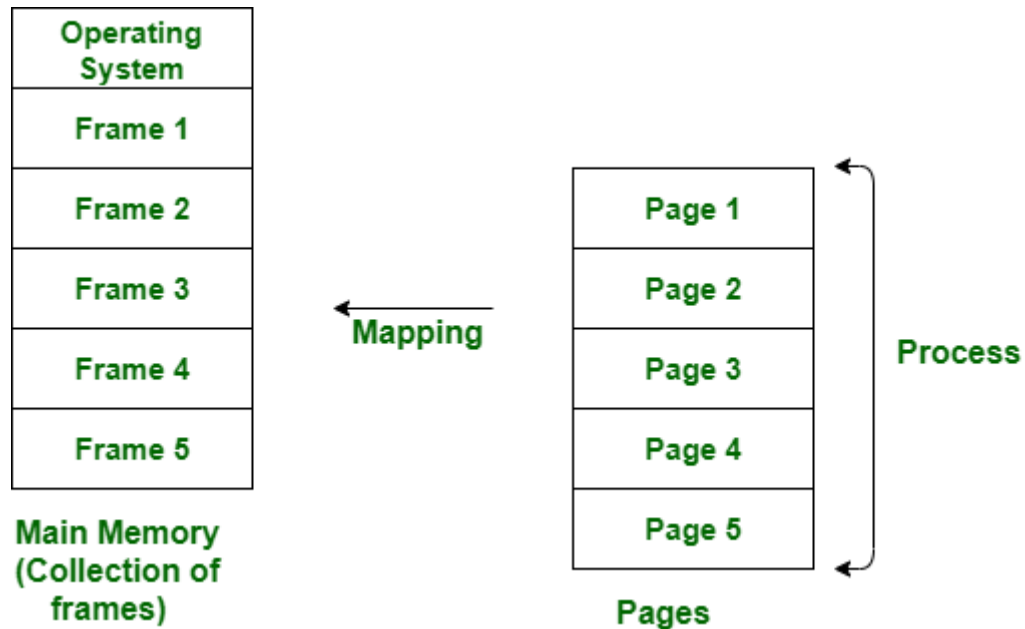 Operating
System
Frame 1
Frame 2
Frame 3
Frame 4
Frame 5
Main Memory
(Collection of
frames)
Mapping
Page 1
Page 2
Page 3
Page 4
Page 5
Pages
Process